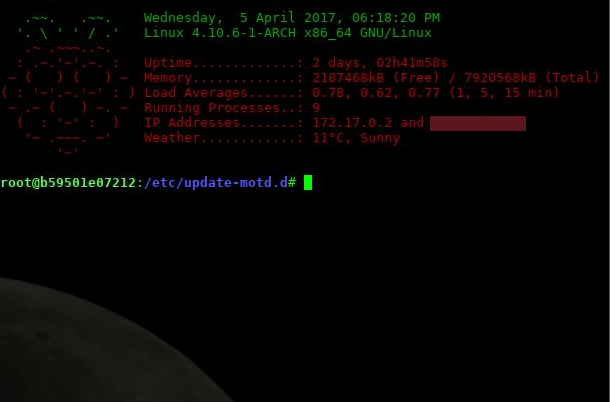 .~~.   .~~.    Wednesday,  5 April 2017, 06:18:20 PM
  '. \ ' ' / .'   Linux 4.10.6-1-ARCH x86_64 GNU/Linux
   .~ .~~~..~.
  : .~.'~'.~. :   Uptime.............: 2 days, 02h41m58s
 ~ (   ) (   ) ~  Memory.............: 2187468kB (Free) / 7920568kB (Total)
( : '~'.~.'~' : ) Load Averages......: 0.78, 0.62, 0.77 (1, 5, 15 min)
 ~ .~ (   ) ~. ~  Running Processes..: 9
  (  : '~' :  )   IP Addresses.......: 172.17.0.2 and
   '~ .~~~. ~'    Weather............: 11°C, Sunny
       '~'
root@b59501e07212:/etc/update-motd.d#